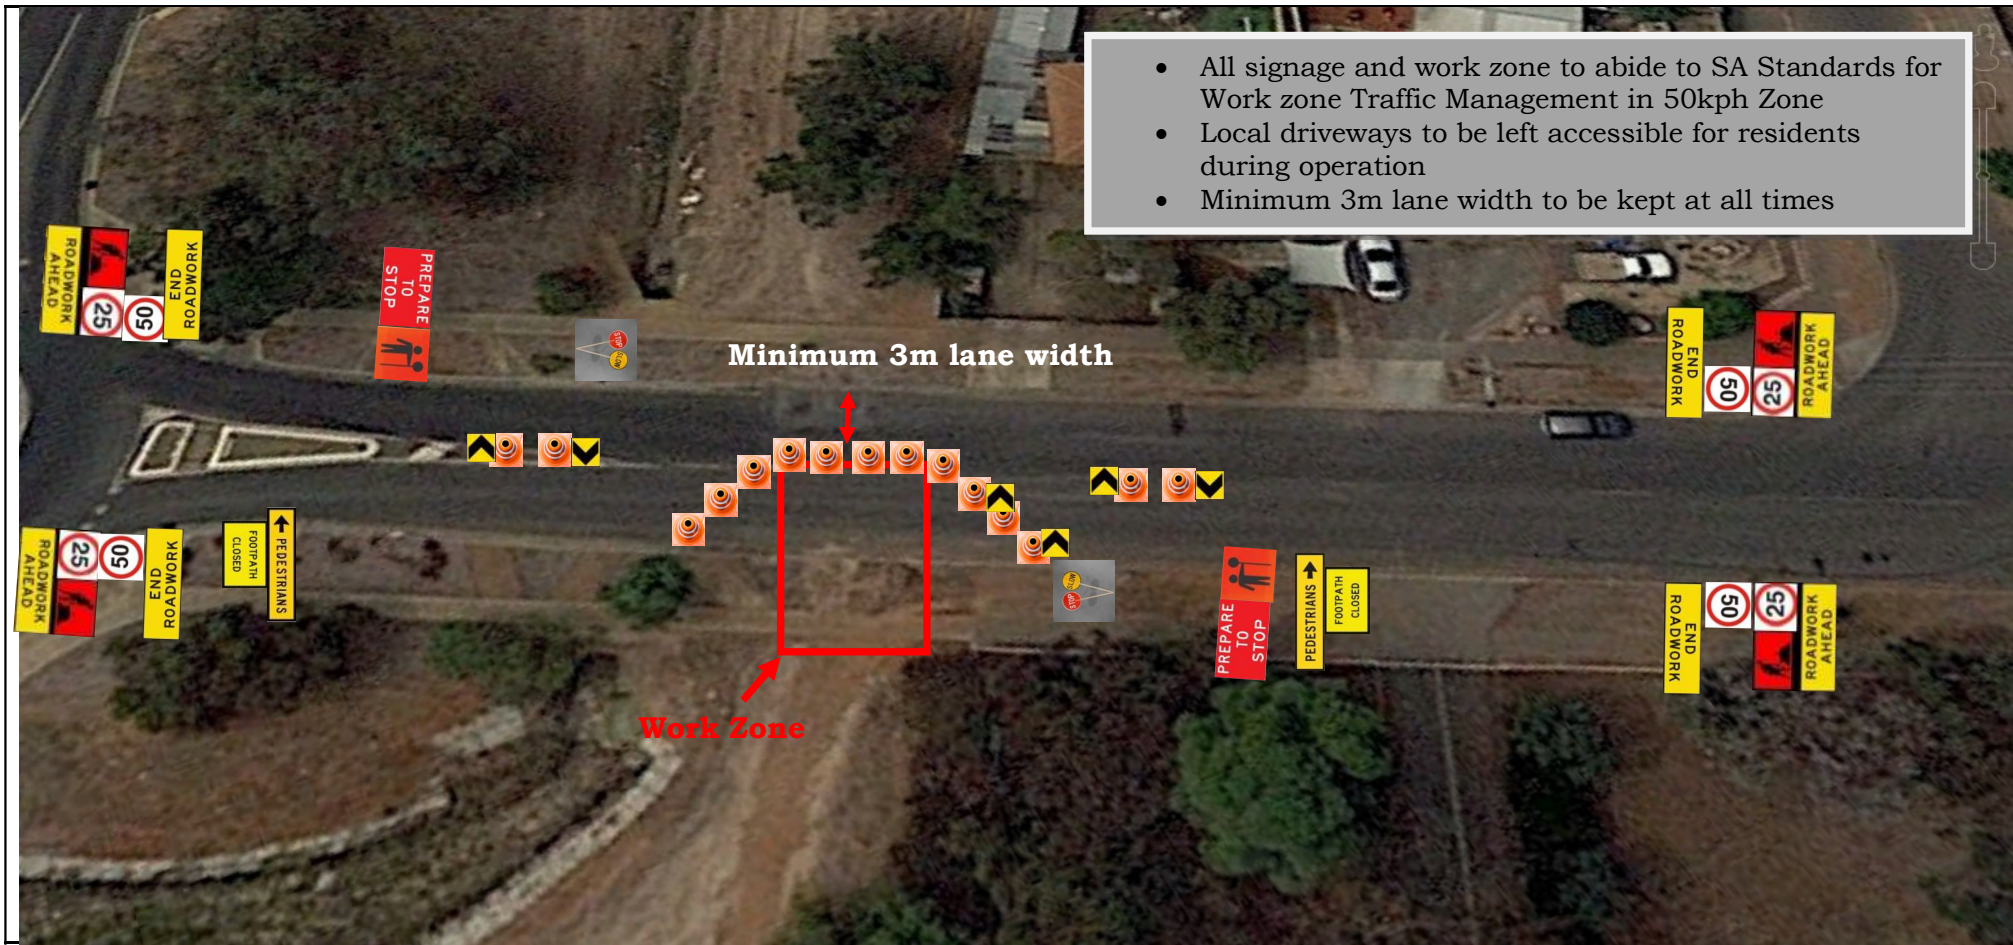 • All signage and work zone to abide to SA Standards for
Work zone Traffic Management in 50kph Zone
• Local driveways to be left accessible for residents
during operation
• Minimum 3m lane width to be kept at all times
ROADWORK
AHEAD
25
50
END
ROADWORK
PREPARE
TO
STOP
STOP
SLOW
Minimum 3m lane width
END
ROADWORK
50
25
ROADWORK
AHEAD
ROADWORK
AHEAD
25
50
END
ROADWORK
FOOTPATH
CLOSED
PEDESTRIANS
SLOW
STOP
PREPARE
TO
STOP
PEDESTRIANS
FOOTPATH
CLOSED
END
ROADWORK
50
25
ROADWORK
AHEAD
Work Zone